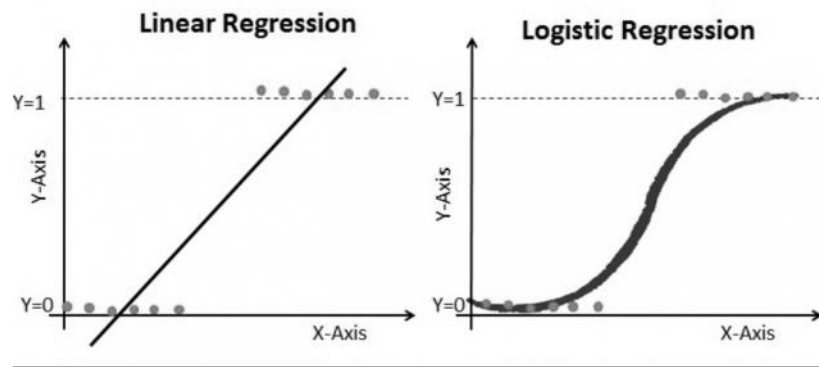 Linear Regression
Y=1
Y-Axis
Y=0
X-Axis
Logistic Regression
Y=1
Y-Axis
Y=0
X-Axis